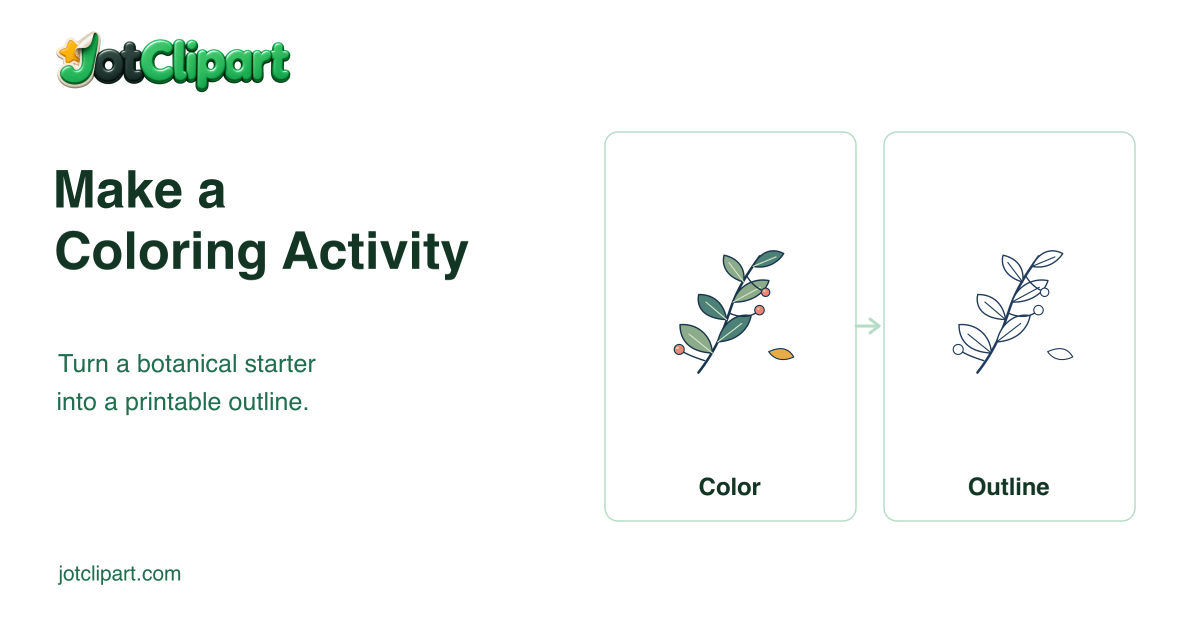 JotClipart
Make a
Coloring Activity
Turn a botanical starter
into a printable outline.
Color
Outline
jotclipart.com